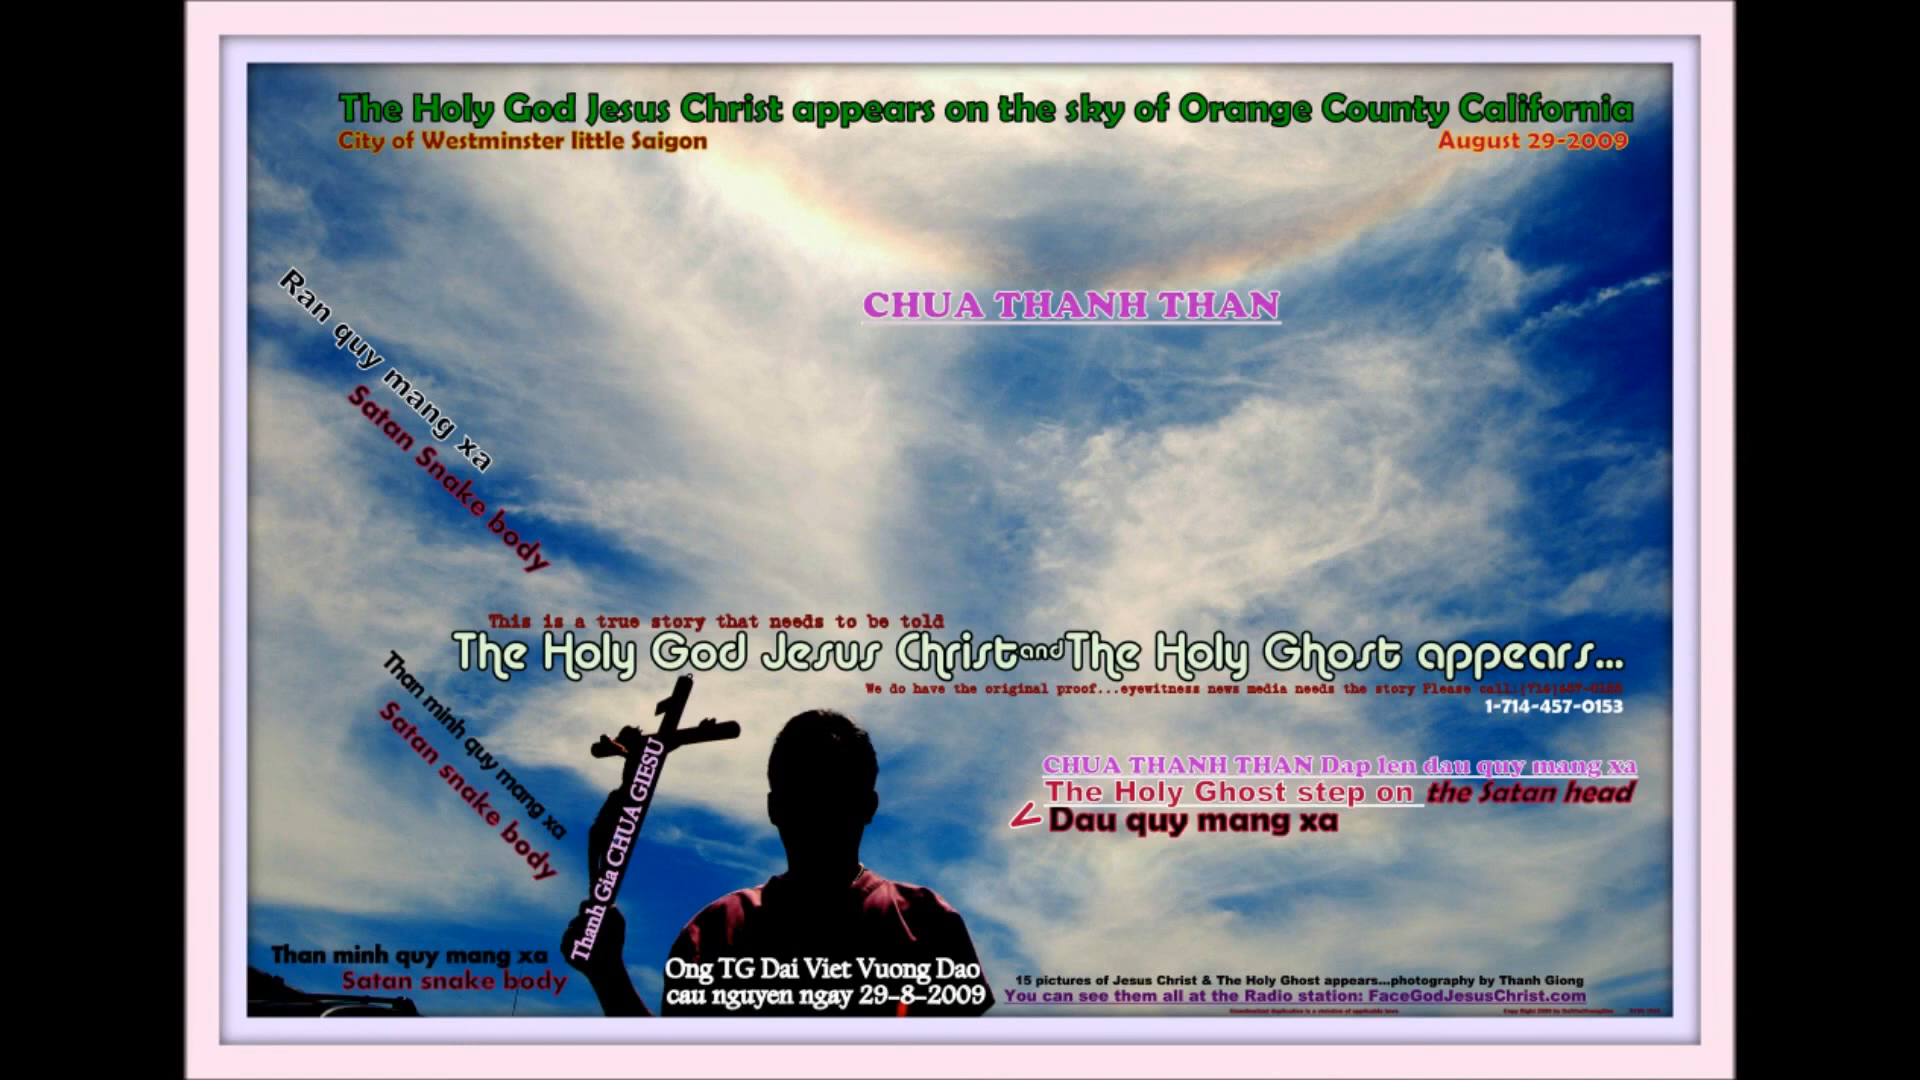 The Holy God Jesus Christ appears on the sky of Orange County California
City of Westminster little Saigon
August 29-2009
CHUA THANH THAN
Ran quy mang xa
Satan Snake body
This is a true story that needs to be told
The Holy God Jesus Christ and The Holy Ghost appears...
We do have the original proof...eyewitness news media needs the story Please call:
1-714-457-0153
Than minh quy mang xa
Satan snake body
Thanh Gia CHUA GIESU
CHUA THANH THAN Dap len dau quy mang xa
The Holy Ghost step on the Satan head
Dau quy mang xa
Than minh quy mang xa
Satan snake body
Ong TG Dai Viet Vuong Dao
cau nguyen ngay 29-8-2009
15 pictures of Jesus Christ & The Holy Ghost appears...photography by Thanh Giong
You can see them all at the Radio station: FaceGodJesusChrist.com